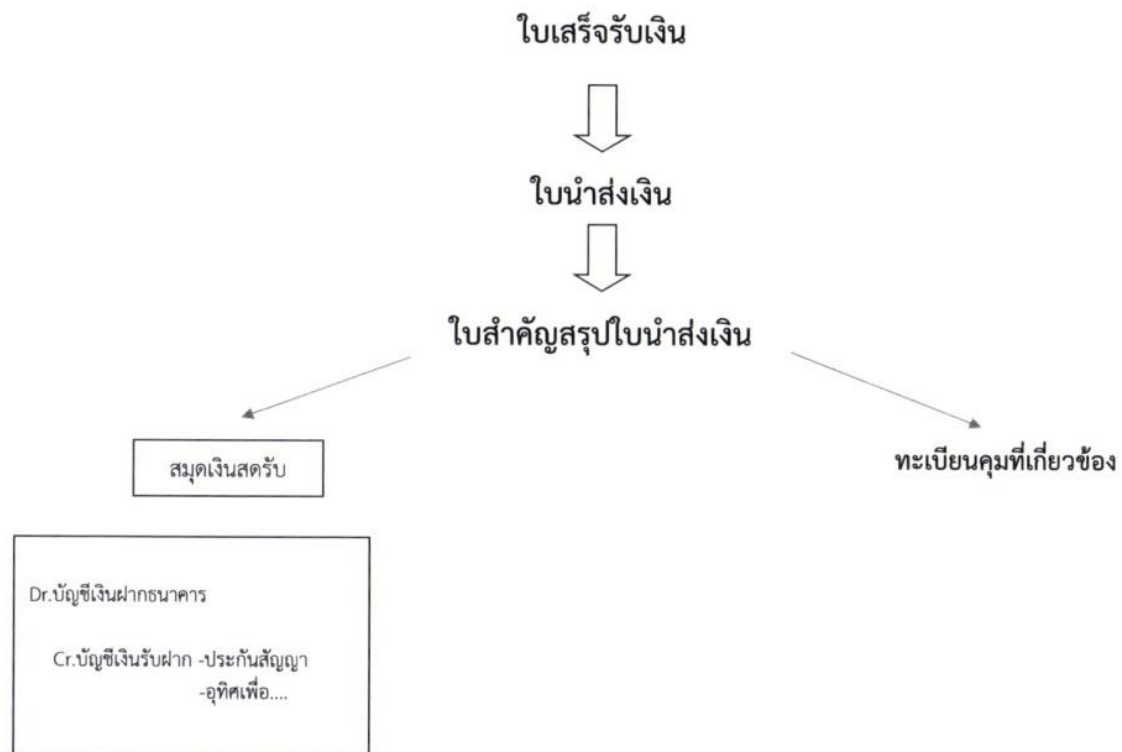 ใบเสร็จรับเงิน
ใบนำส่งเงิน
ใบสำคัญสรุปใบนำส่งเงิน
สมุดเงินสดรับ
ทะเบียนคุมที่เกี่ยวข้อง
Dr.บัญชีเงินฝากธนาคาร
Cr.บัญชีเงินรับฝาก -ประกันสัญญา
-อุทิศเพื่อ....